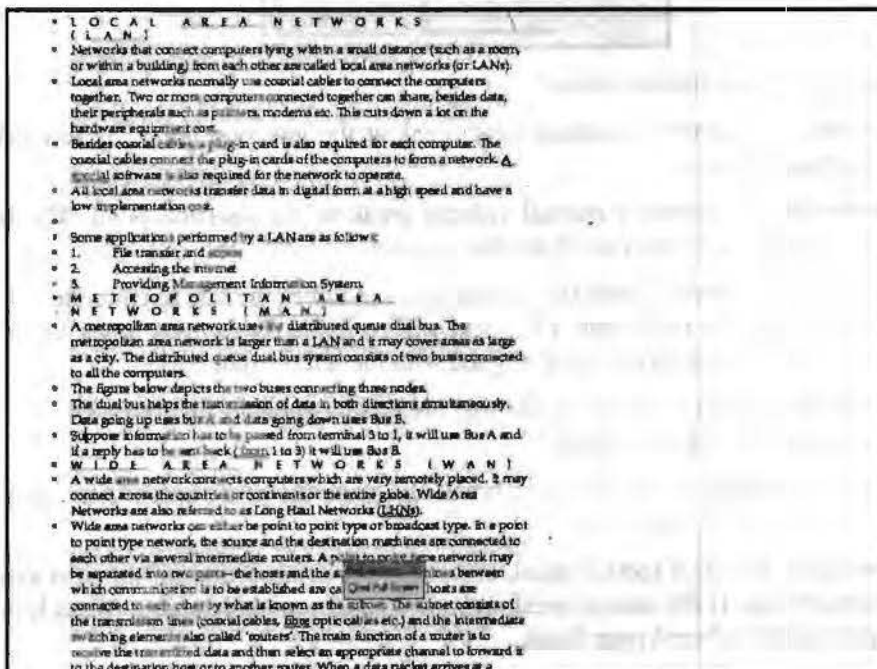 • L O C A L A R E A N E T W O R K S
( L A N )
• Networks that connect computers lying within a small distance (such as a room,
or within a building) from each other are called local area networks (or LANs).
• Local area networks normally use coaxial cables to connect the computers
together. Two or more computers connected together can share, besides data,
their peripherals such as printers, modems etc. This cuts down a lot on the
hardware equipment cost.
• Besides coaxial cables a plug-in card is also required for each computer. The
coaxial cables connect the plug-in cards of the computers to form a network. A
special software is also required for the network to operate.
• All local area networks transfer data in digital form at a high speed and have a
low implementation cost.
•
• Some applications performed by a LAN are as follows:
• 1. File transfer and access
• 2. Accessing the internet
• 3. Providing Management Information System.
• M E T R O P O L I T A N A R E A
N E T W O R K S ( M A N )
• A metropolitan area network uses the distributed queue dual bus. The
metropolitan area network is larger than a LAN and it may cover areas as large
as a city. The distributed queue dual bus system consists of two buses connected
to all the computers.
• The figure below depicts the two buses connecting three nodes.
• The dual bus helps the transmission of data in both directions simultaneously.
Data going up uses bus A and data going down uses Bus B.
• Suppose information has to be passed from terminal 3 to 1, it will use Bus A and
if a reply has to be sent back ( from 1 to 3) it will use Bus B.
• W I D E A R E A N E T W O R K S ( W A N )
• A wide area network connects computers which are very remotely placed. It may
connect across the countries or continents or the entire globe. Wide Area
Networks are also referred to as Long Haul Networks (LHNs).
• Wide area networks can either be point to point type or broadcast type. In a point
to point type network, the source and the destination machines are connected to
each other via several intermediate routers. A point to point type network may
be separated into two parts—the hosts and the machines between
which communication is to be established are hosts are
connected to each other by what is known as the subnet. The subnet consists of
the transmission lines (coaxial cables, fibre optic cables etc.) and the intermediate
switching elements also called 'routers'. The main function of a router is to
receive the transmitted data and then select an appropriate channel to forward it
to the destination host or to another router. When a data packet arrives at a